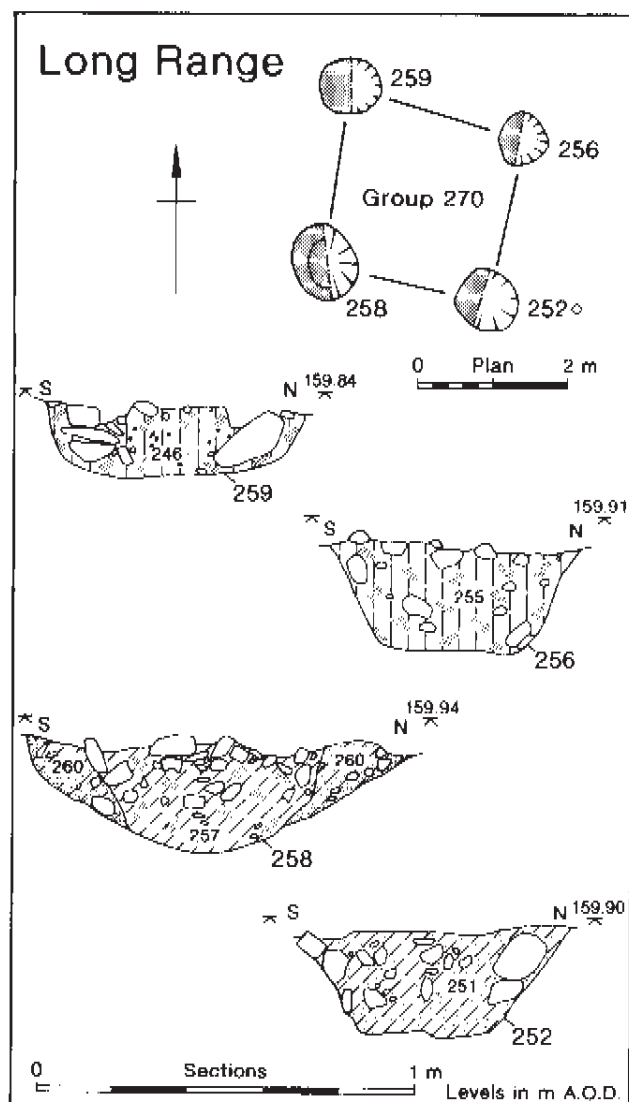 Long Range
259
256
Group 270
258
252
0 Plan 2 m
S N 159.84
246
259
S N 159.91
255
256
S N 159.94
260 260
257
258
S N 159.90
251
252
0 Sections 1 m
Levels in m A.O.D.